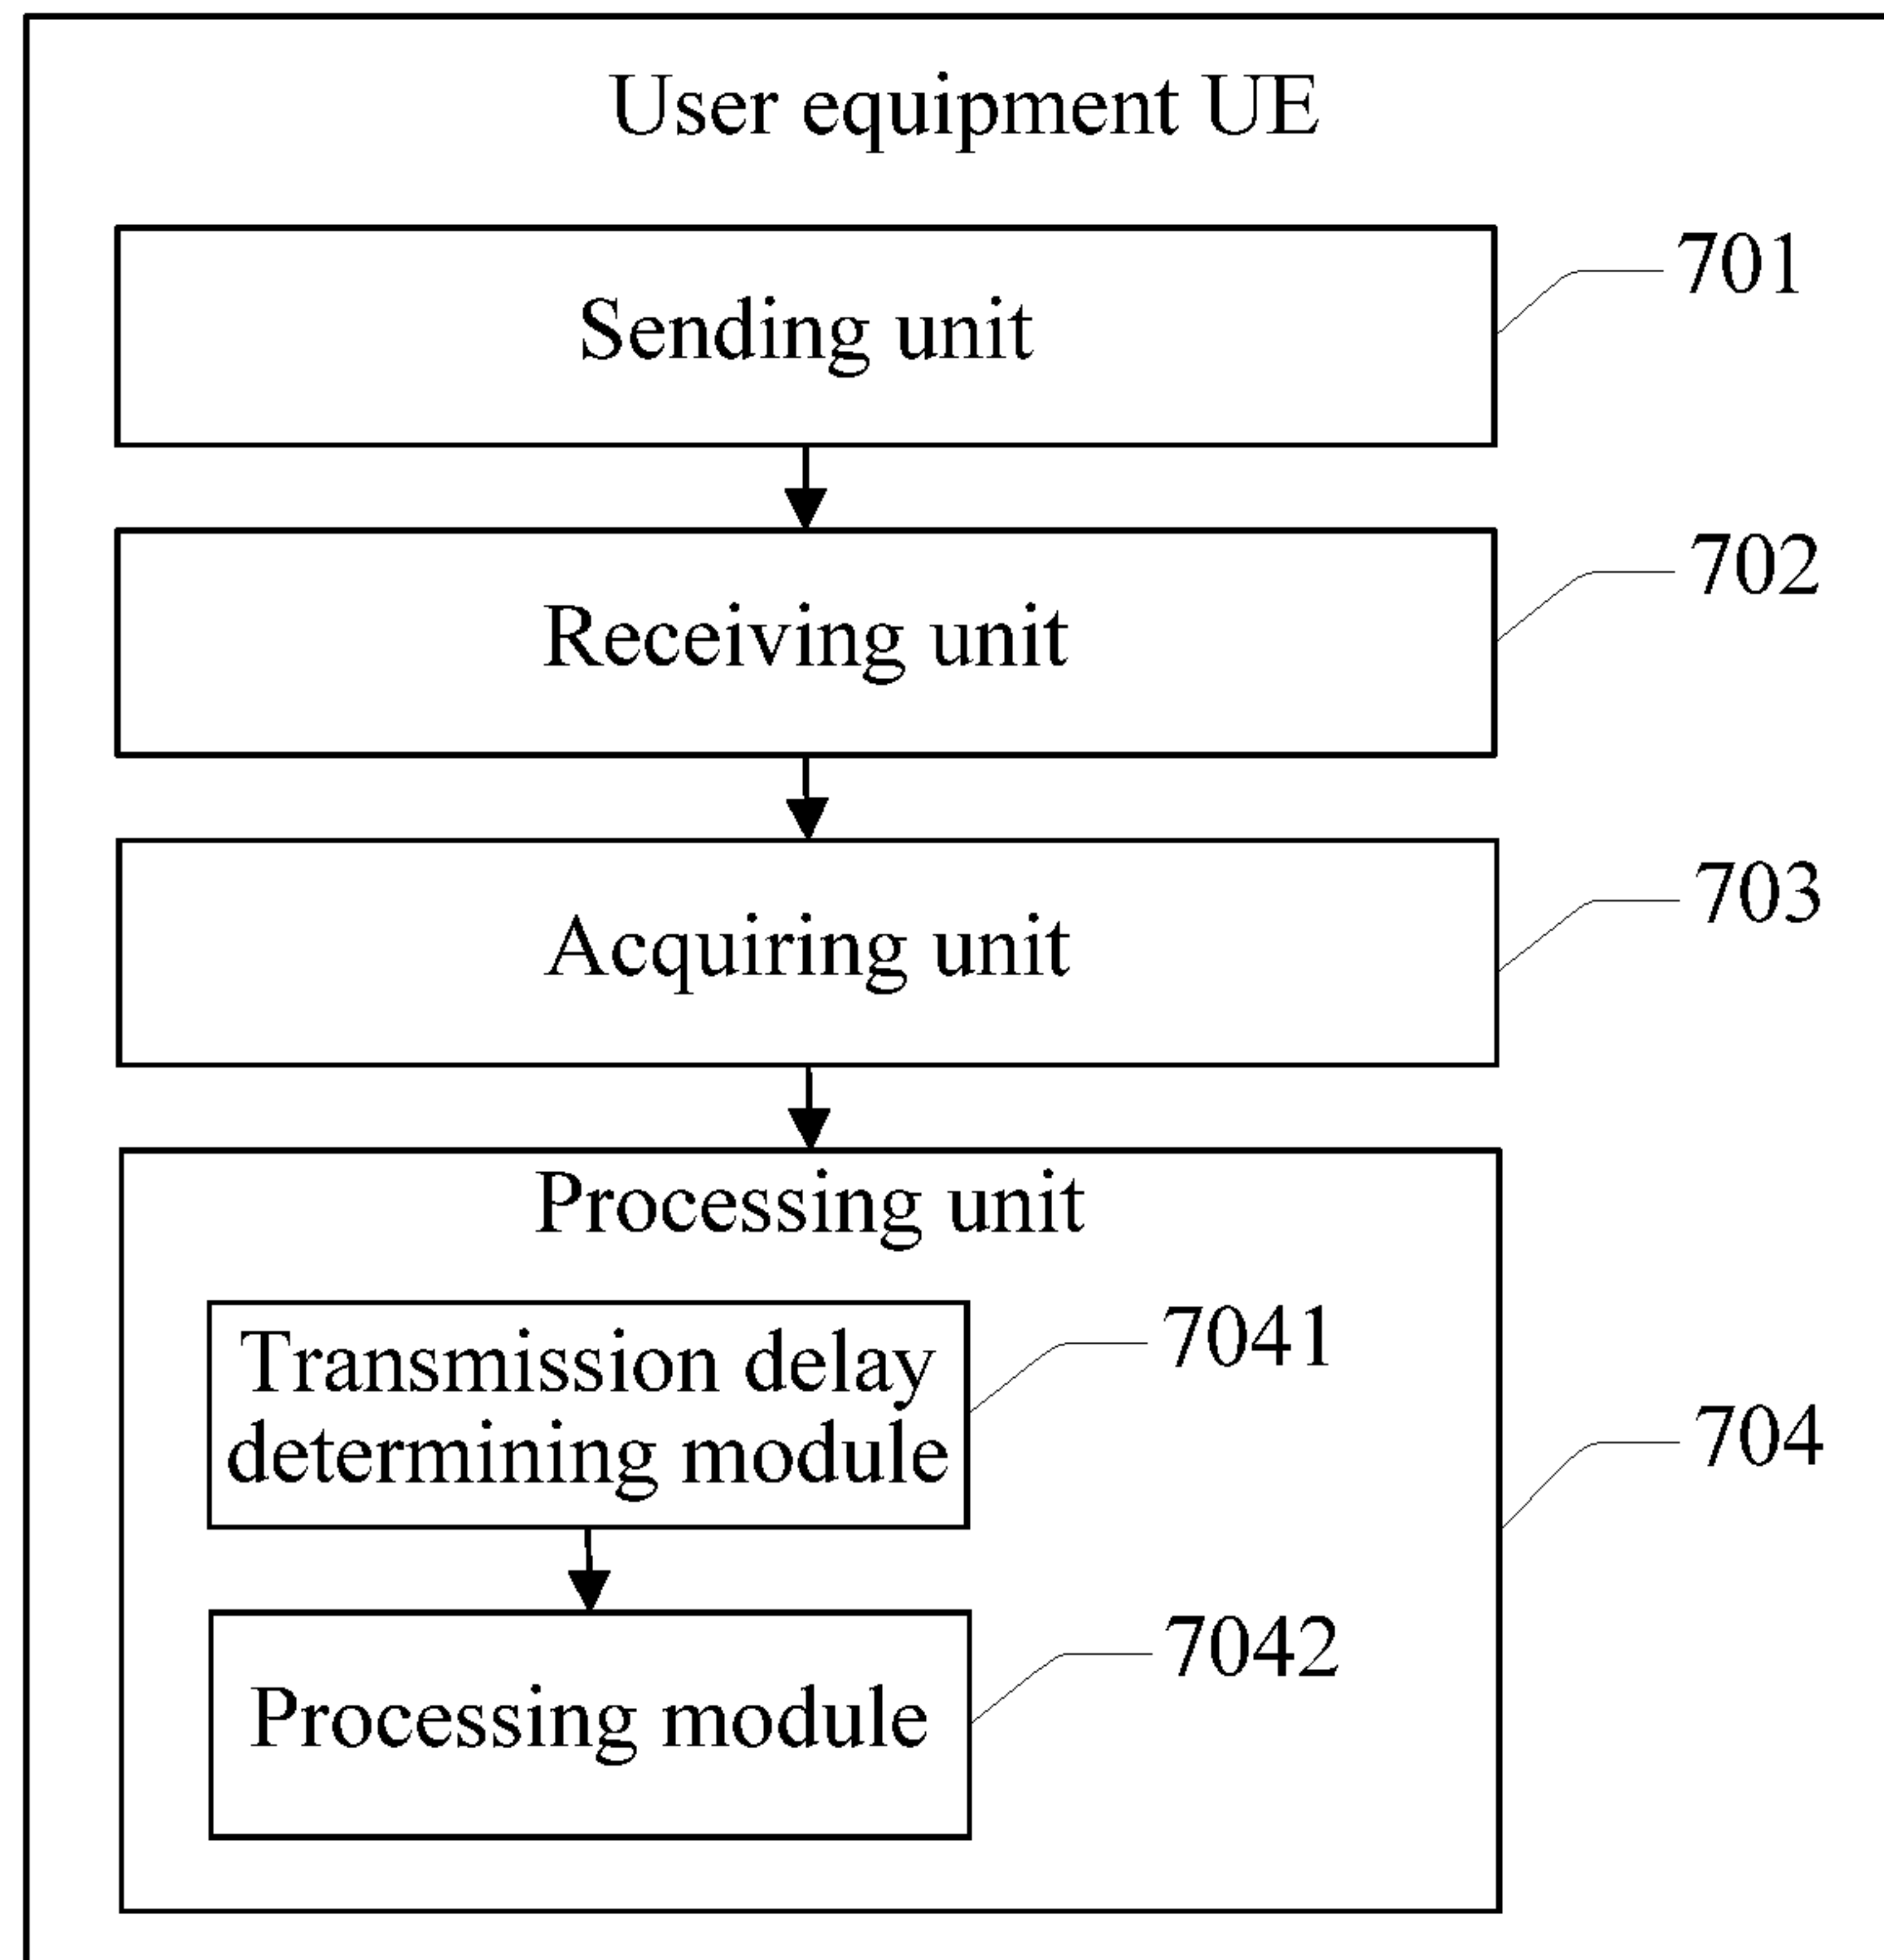 User equipment UE
Sending unit
701
Receiving unit
702
Acquiring unit
703
Processing unit
Transmission delay
determining module
7041
704
Processing module
7042